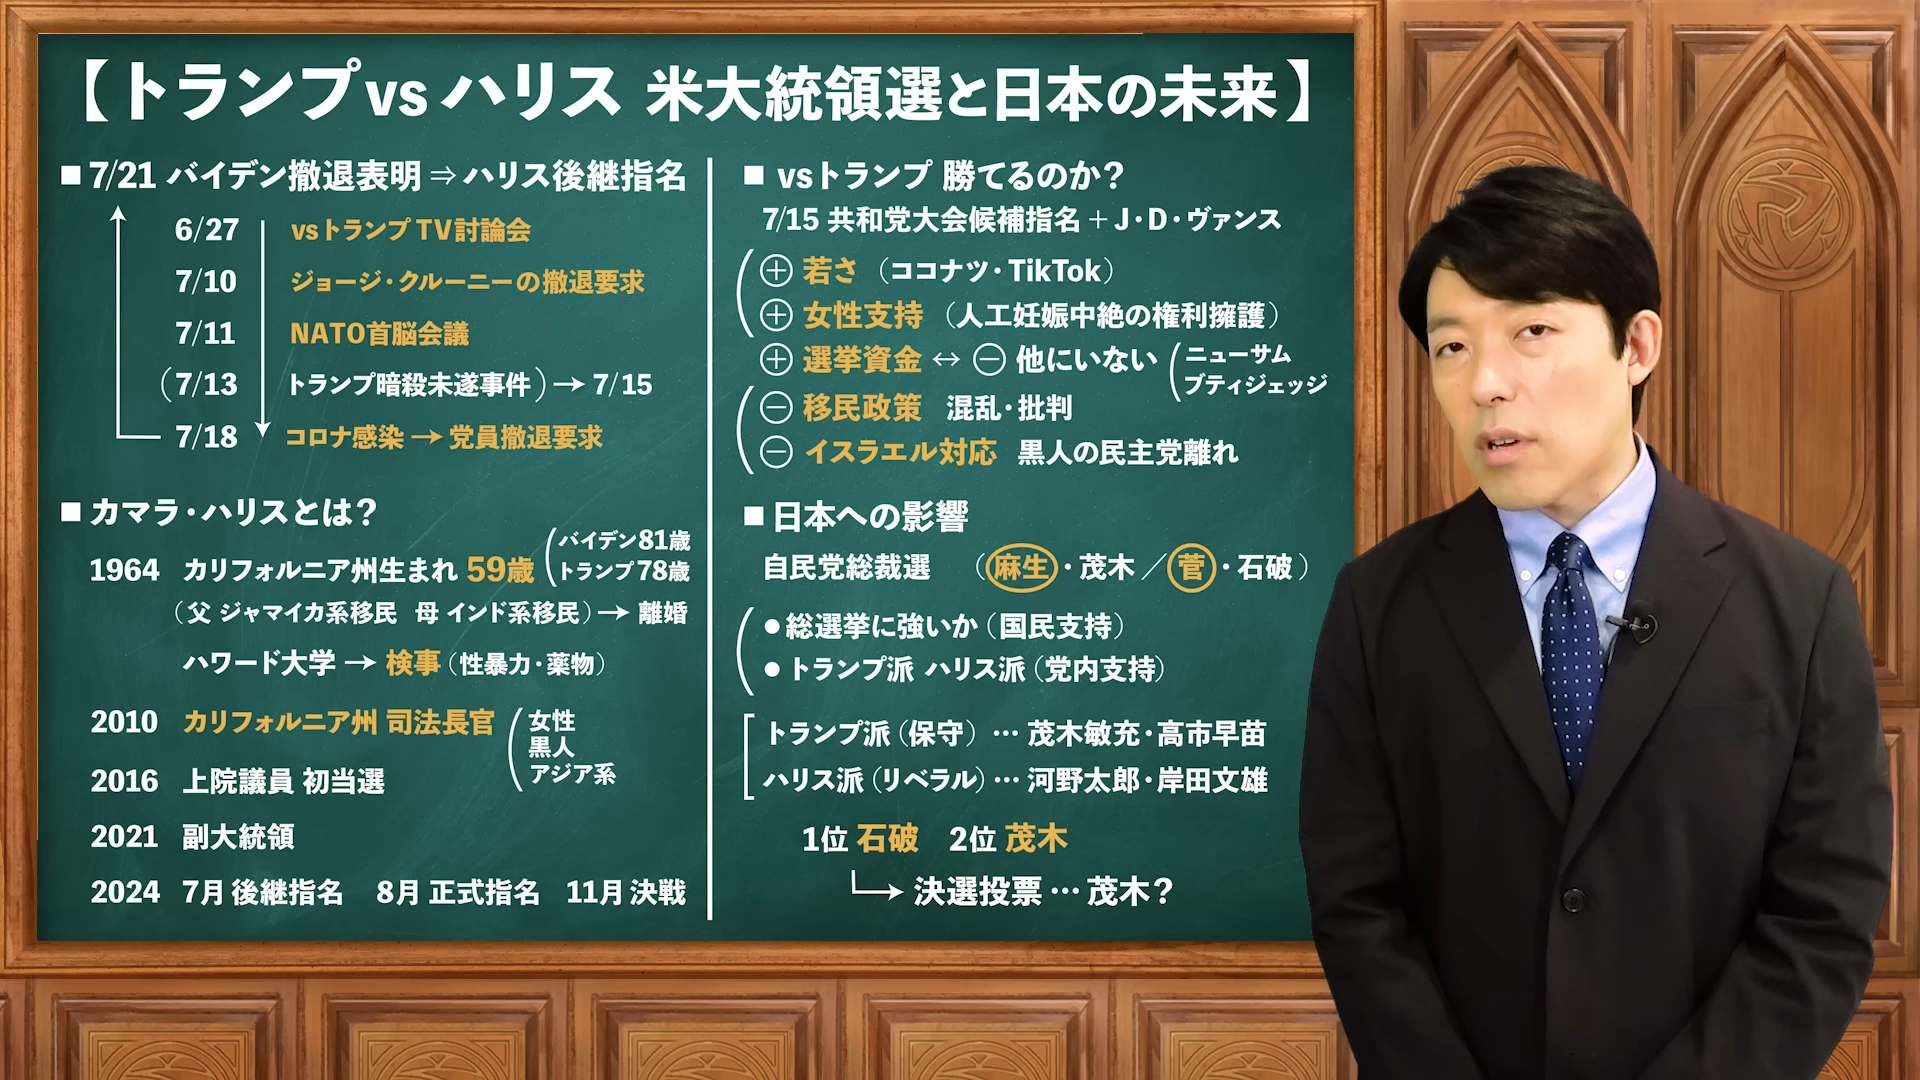 【トランプvsハリス 米大統領選と日本の未来】
■ 7/21 バイデン撤退表明⇒ハリス後継指名
6/27 vsトランプ TV討論会
7/10 ジョージ・クルーニーの撤退要求
7/11 NATO首脳会議
(7/13 トランプ暗殺未遂事件)→ 7/15
7/18 コロナ感染 → 党員撤退要求
■ カマラ・ハリスとは？
1964 カリフォルニア州生まれ 59歳
(バイデン81歳
トランプ78歳
(父 ジャマイカ系移民 母 インド系移民)→ 離婚
ハワード大学 → 検事(性暴力・薬物)
2010 カリフォルニア州 司法長官
(女性
黒人
アジア系
2016 上院議員 初当選
2021 副大統領
2024 7月 後継指名 8月 正式指名 11月 決戦
■ vsトランプ 勝てるのか？
7/15 共和党大会候補指名＋J・D・ヴァンス
⊕ 若さ (ココナツ・TikTok)
⊕ 女性支持 (人工妊娠中絶の権利擁護)
⊕ 選挙資金 ↔ ⊖ 他にいない
(ニューサム
ブティジェッジ
⊖ 移民政策 混乱・批判
⊖ イスラエル対応 黒人の民主党離れ
■ 日本への影響
自民党総裁選 (麻生・茂木／菅・石破)
● 総選挙に強いか(国民支持)
● トランプ派 ハリス派(党内支持)
トランプ派(保守) … 茂木敏充・高市早苗
ハリス派(リベラル) … 河野太郎・岸田文雄
1位 石破 2位 茂木
→ 決選投票 … 茂木？